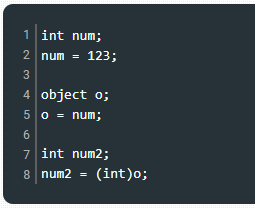 1 int num;
2 num = 123;
3
4 object o;
5 o = num;
6
7 int num2;
8 num2 = (int)o;